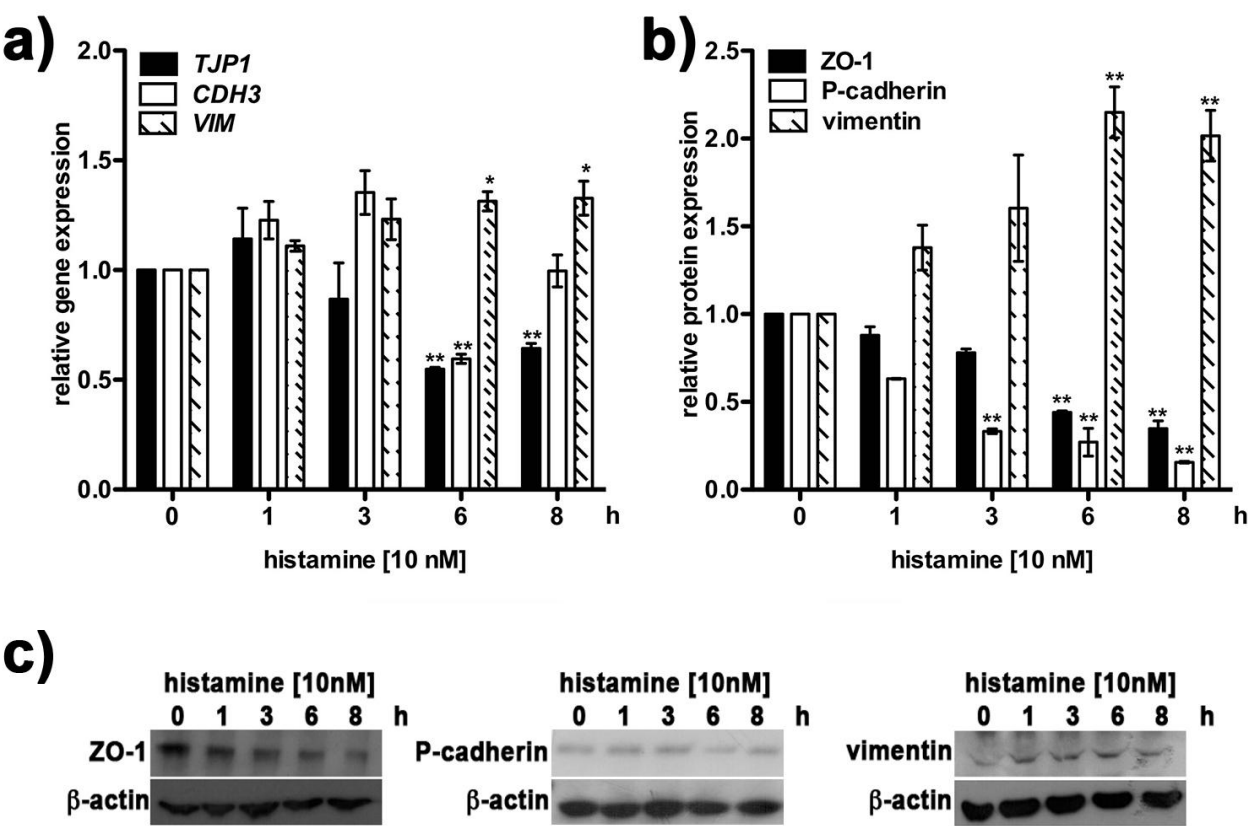 a)
2.0
1.5
1.0
0.5
0.0
relative gene expression
TJP1
CDH3
VIM
*
*
**
**
**
0 1 3 6 8 h
histamine [10 nM]
b)
2.5
2.0
1.5
1.0
0.5
0.0
relative protein expression
ZO-1
P-cadherin
vimentin
**
**
**
**
**
**
**
0 1 3 6 8 h
histamine [10 nM]
c)
histamine [10nM]
0 1 3 6 8 h
ZO-1
β-actin
histamine [10nM]
0 1 3 6 8 h
P-cadherin
β-actin
histamine [10nM]
0 1 3 6 8 h
vimentin
β-actin